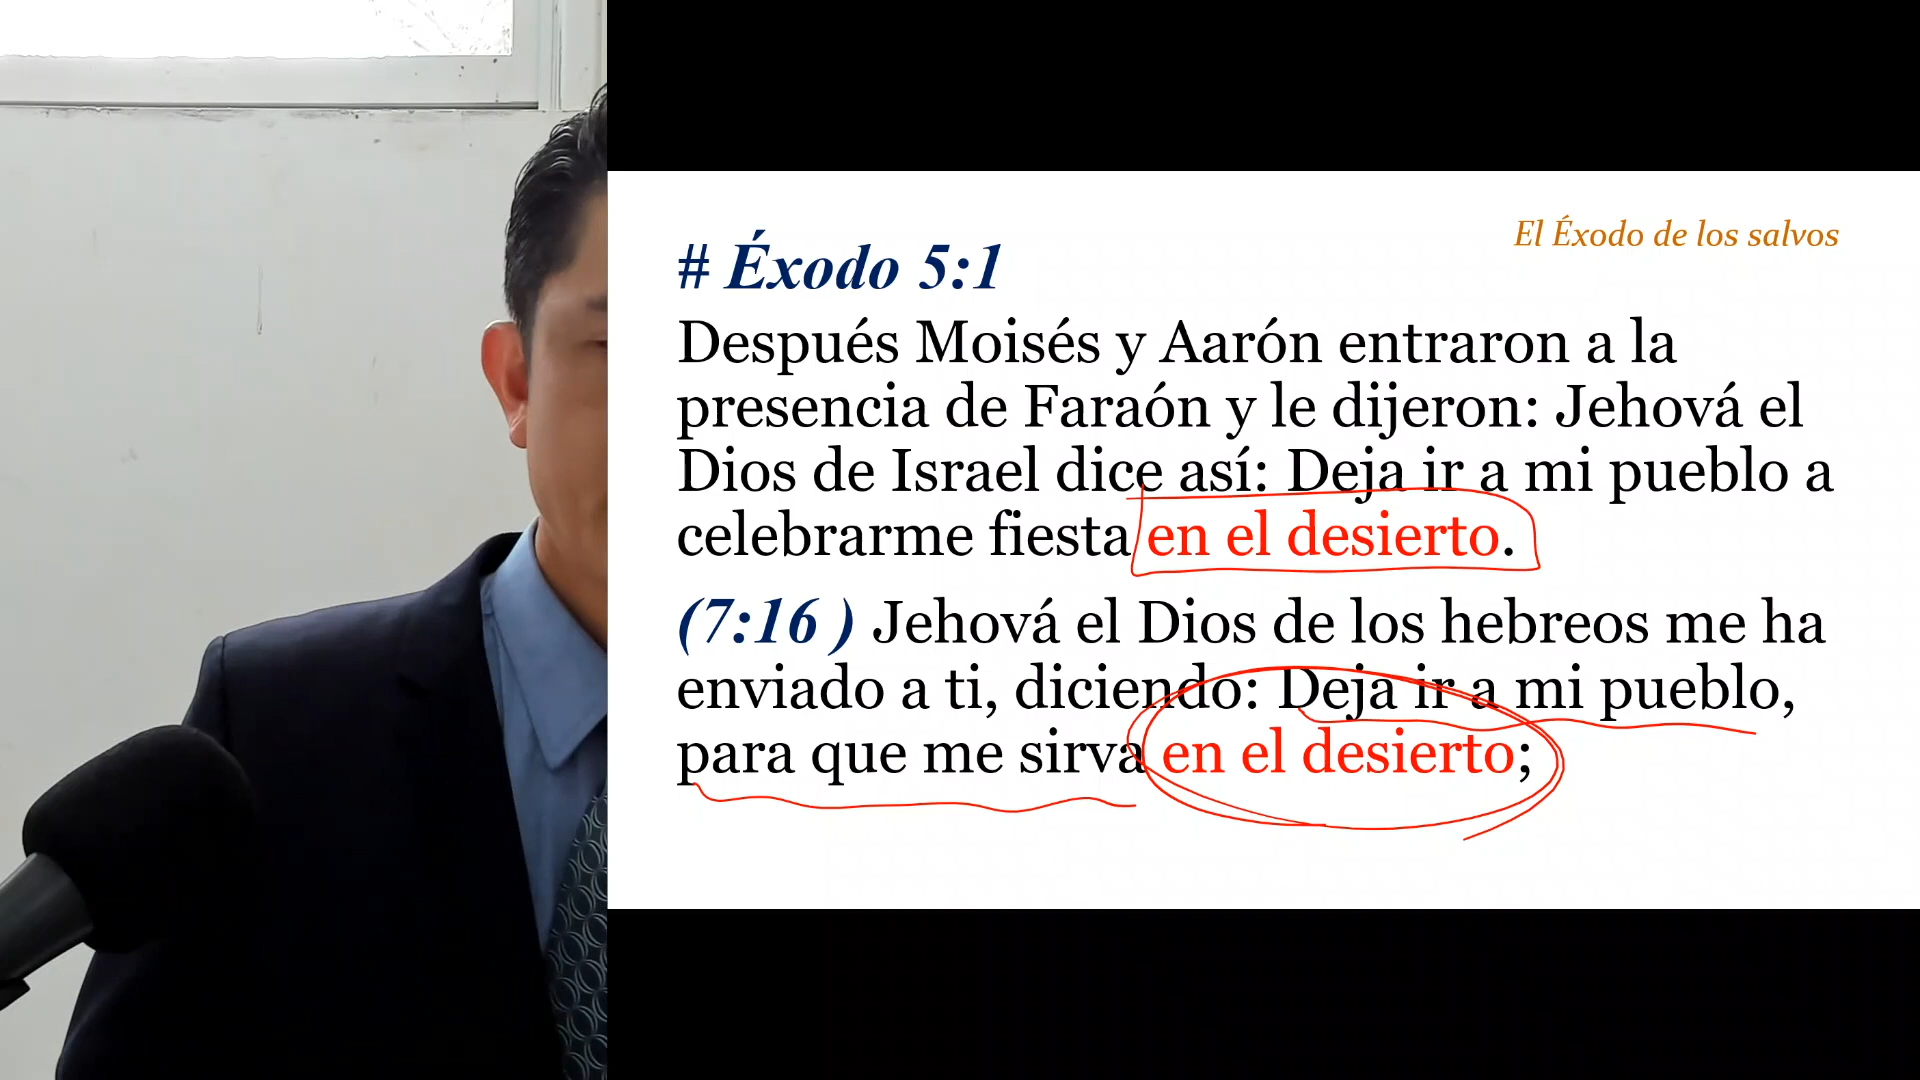 El Éxodo de los salvos
# Éxodo 5:1
Después Moisés y Aarón entraron a la
presencia de Faraón y le dijeron: Jehová el
Dios de Israel dice así: Deja ir a mi pueblo a
celebrarme fiesta en el desierto.
(7:16 ) Jehová el Dios de los hebreos me ha
enviado a ti, diciendo: Deja ir a mi pueblo,
para que me sirva en el desierto;